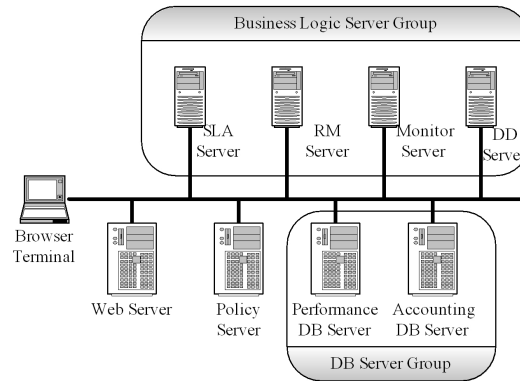 Business Logic Server Group
SLA
Server
RM
Server
Monitor
Server
DD
Server
Browser
Terminal
Web Server
Policy
Server
Performance
DB Server
Accounting
DB Server
DB Server Group